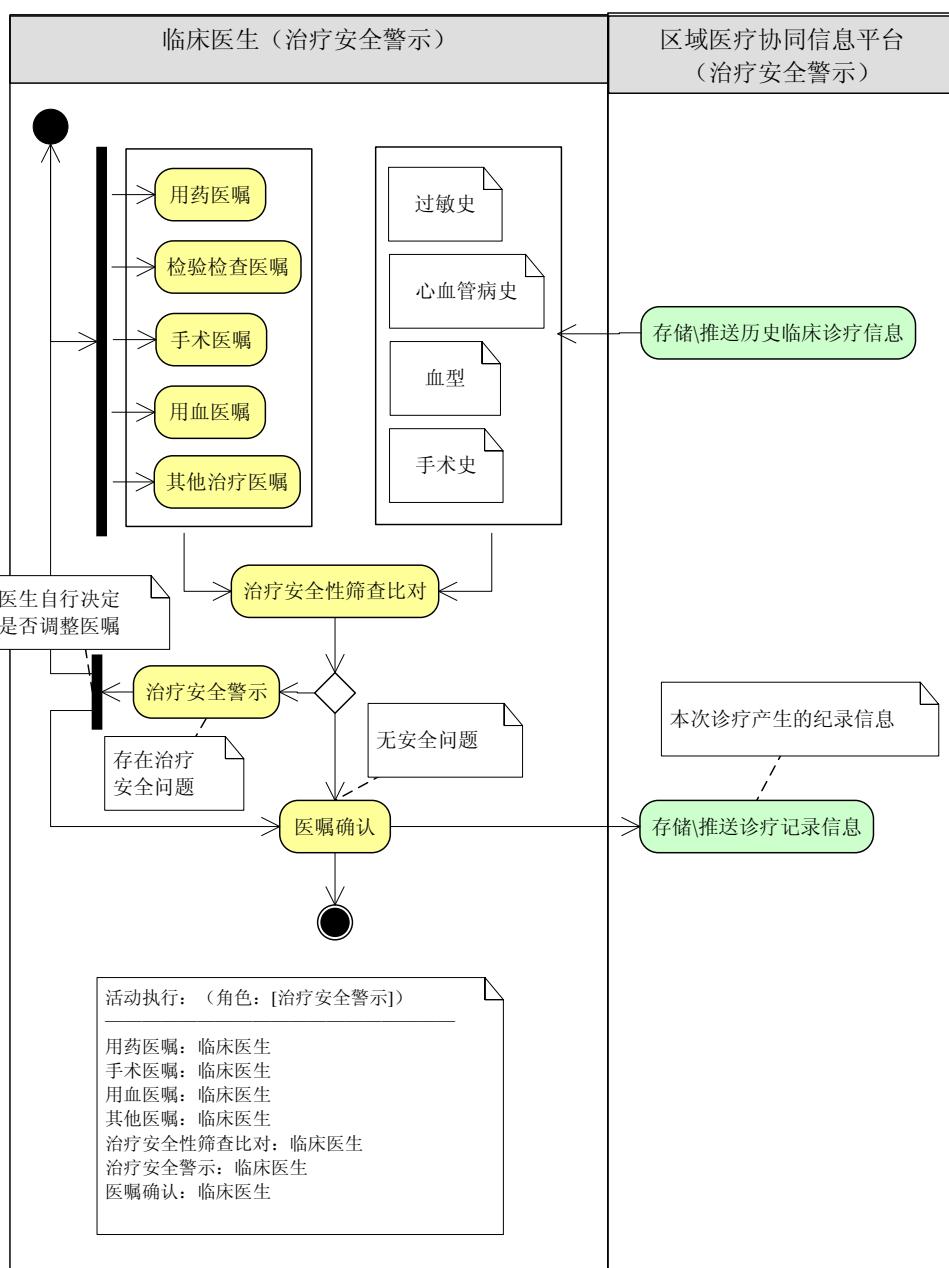 临床医生（治疗安全警示）
区域医疗协同信息平台
（治疗安全警示）
用药医嘱
检验检查医嘱
手术医嘱
用血医嘱
其他治疗医嘱
过敏史
心血管病史
血型
手术史
存储\推送历史临床诊疗信息
治疗安全性筛查比对
医生自行决定
是否调整医嘱
治疗安全警示
存在治疗
安全问题
无安全问题
本次诊疗产生的纪录信息
医嘱确认
存储\推送诊疗记录信息
活动执行：（角色：[治疗安全警示]）
用药医嘱：临床医生
手术医嘱：临床医生
用血医嘱：临床医生
其他医嘱：临床医生
治疗安全性筛查比对：临床医生
治疗安全警示：临床医生
医嘱确认：临床医生